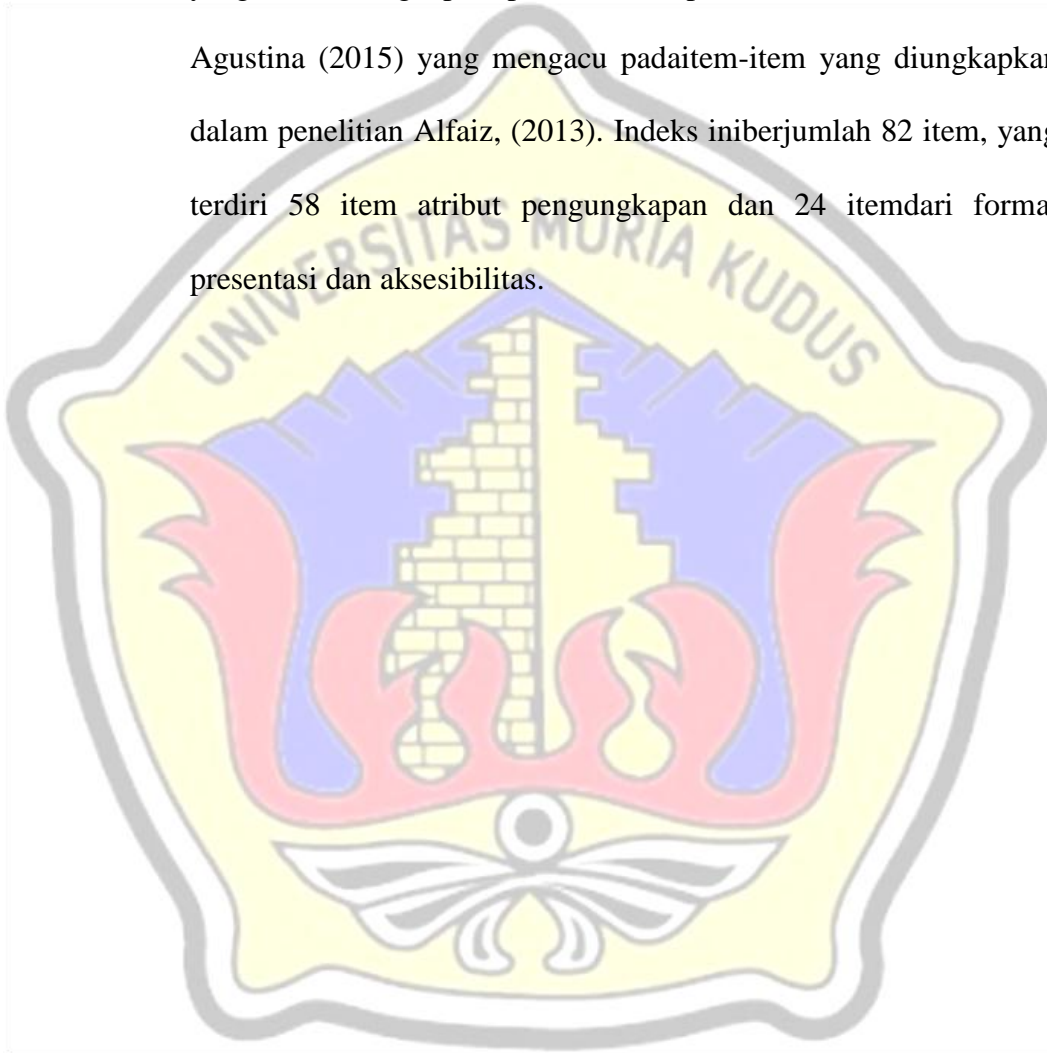 Agustina (2015) yang mengacu padaitem-item yang diungkapkan
dalam penelitian Alfaiz, (2013). Indeks iniberjumlah 82 item, yang
terdiri 58 item atribut pengungkapan dan 24 itemdari forma
presentasi dan aksesibilitas.
UNIVERSITAS MURIA KUDUS